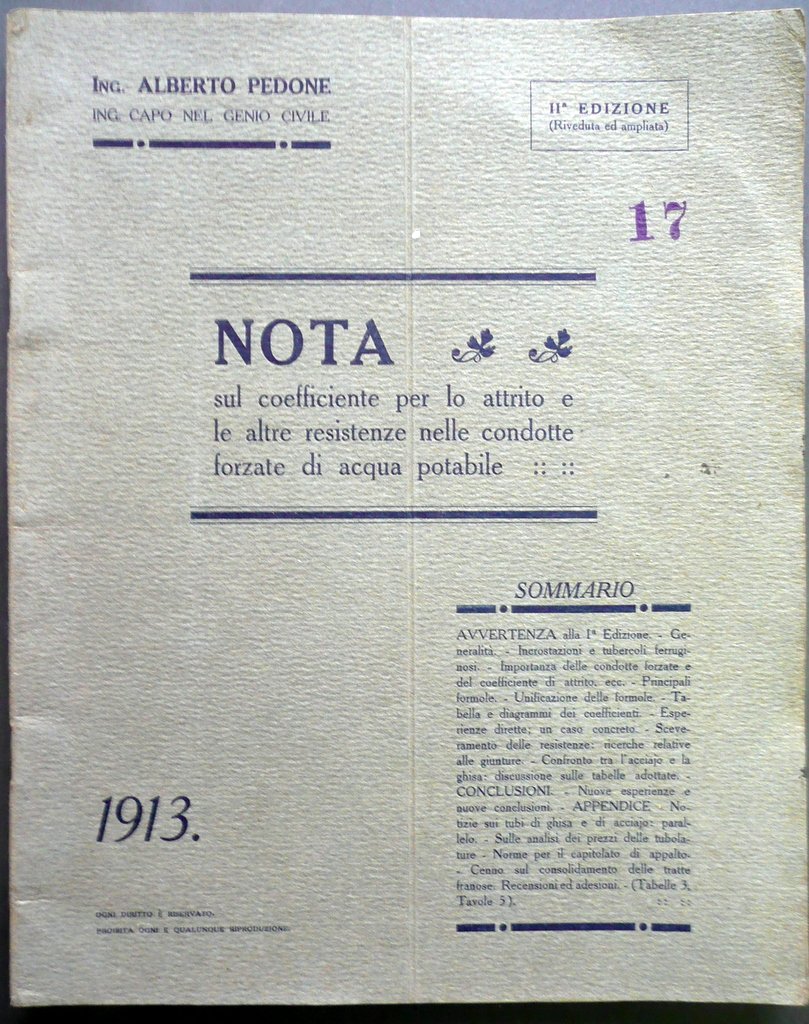 ING. ALBERTO PEDONE
ING. CAPO NEL GENIO CIVILE
IIª EDIZIONE
(Riveduta ed ampliata)
17
NOTA
sul coefficiente per lo attrito e
le altre resistenze nelle condotte
forzate di acqua potabile :: ::
SOMMARIO
AVVERTENZA alla Iª Edizione. - Ge-
neralità. - Incrostazioni e tubercoli ferrugi-
nosi. - Importanza delle condotte forzate e
del coefficiente di attrito, ecc. - Principali
formole. - Unificazione delle formole. - Ta-
bella e diagrammi dei coefficienti. - Espe-
rienze dirette; un caso concreto. - Sceve-
ramento delle resistenze: ricerche relative
alle giunture. - Confronto tra l'acciajo e la
ghisa: discussione sulle tabelle adottate. -
CONCLUSIONI. - Nuove esperienze e
nuove conclusioni. - APPENDICE - No-
tizie sui tubi di ghisa e di acciajo: paral-
lelo. - Sulle analisi dei prezzi delle tubola-
ture - Norme per il capitolato di appalto.
- Cenno sul consolidamento delle tratte
franose. Recensioni ed adesioni. - (Tabelle 3,
Tavole 5). :: ::
1913.
OGNI DIRITTO È RISERVATO.
PROIBITA OGNI E QUALUNQUE RIPRODUZIONE.